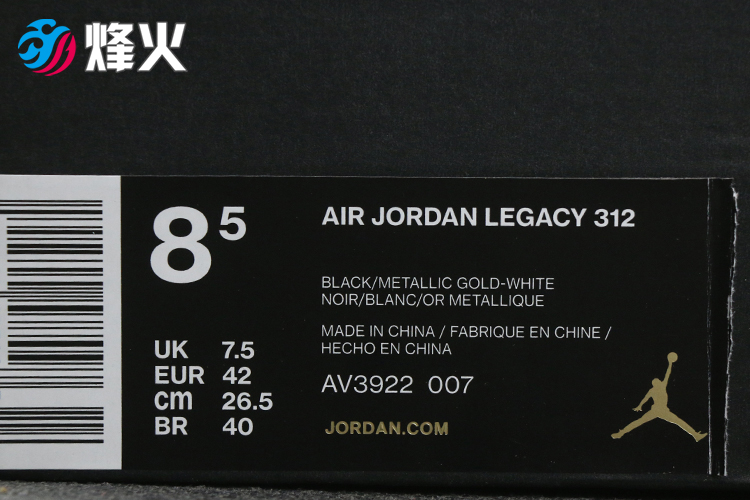 烽火
8⁵
AIR JORDAN LEGACY 312
BLACK/METALLIC GOLD-WHITE
NOIR/BLANC/OR METALLIQUE
MADE IN CHINA / FABRIQUE EN CHINE /
HECHO EN CHINA
UK 7.5
EUR 42
cm 26.5
BR 40
AV3922 007
JORDAN.COM